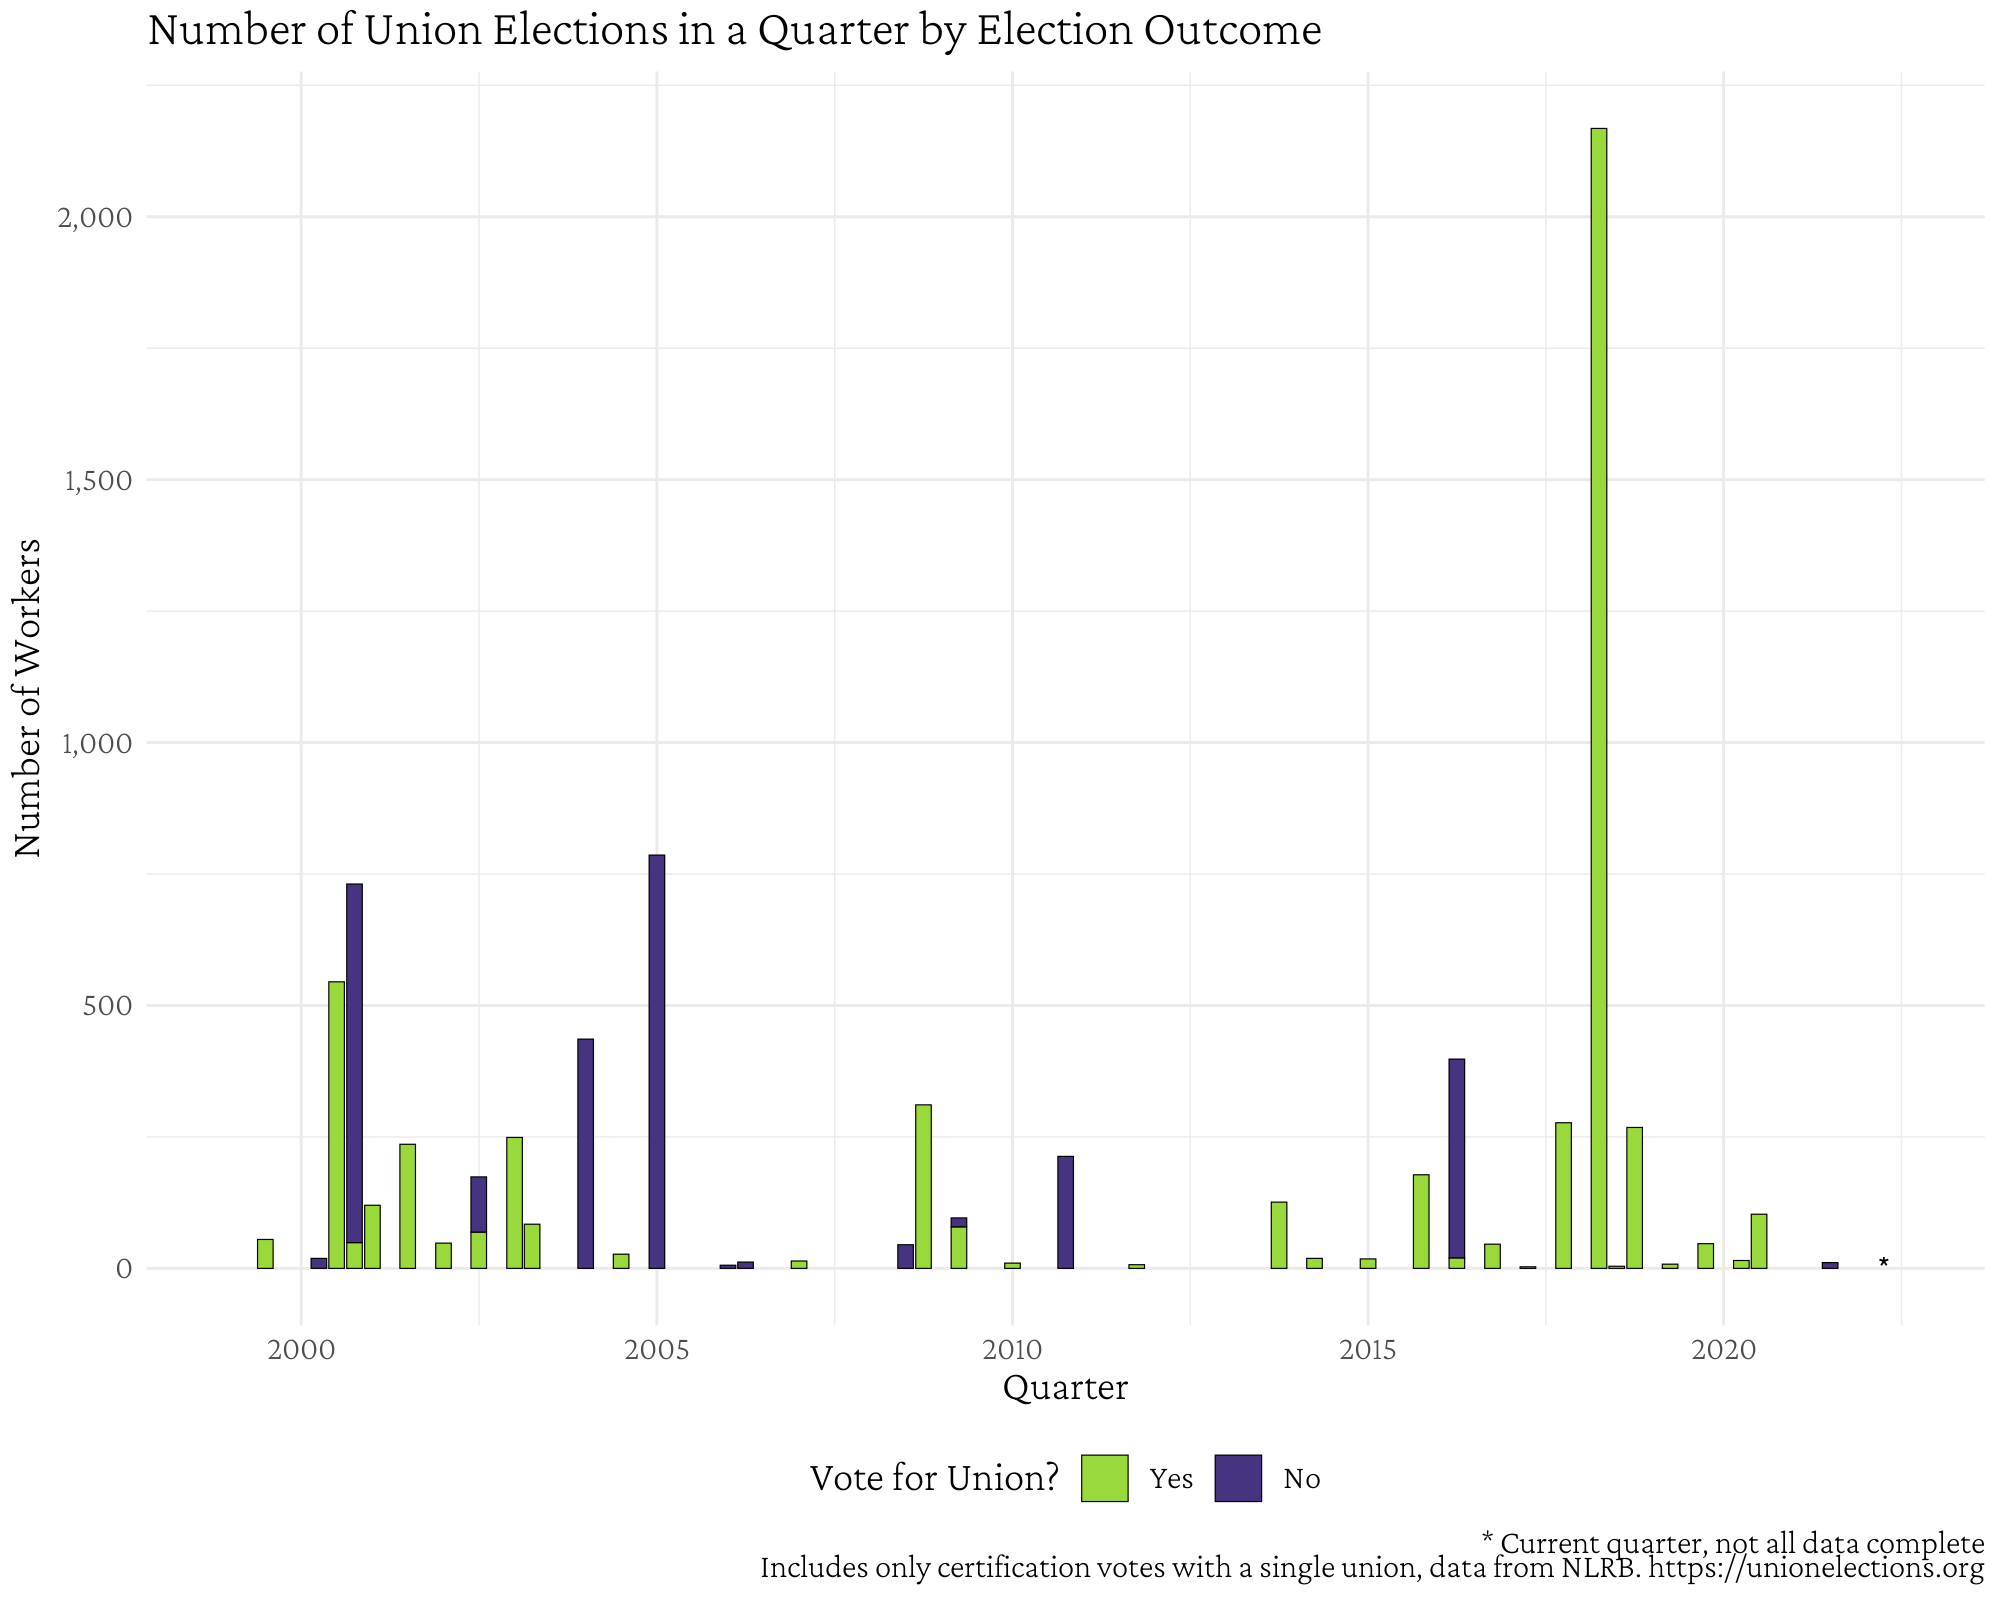 Number of Union Elections in a Quarter by Election Outcome
Number of Workers
2,000
1,500
1,000
500
0
*
2000 2005 2010 2015 2020
Quarter
Vote for Union? Yes No
* Current quarter, not all data complete
Includes only certification votes with a single union, data from NLRB. https://unionelections.org